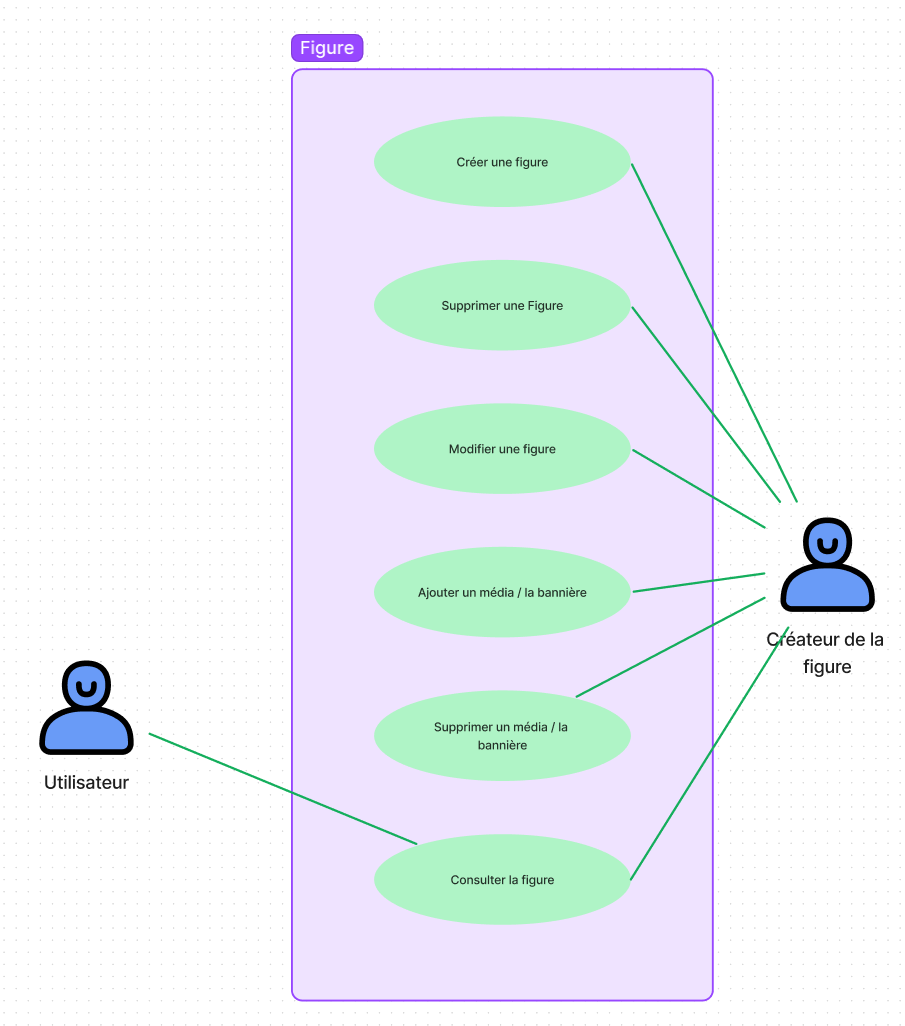 Figure
Créer une figure
Supprimer une Figure
Modifier une figure
Ajouter un média / la bannière
Créateur de la
figure
Supprimer un média / la
bannière
Utilisateur
Consulter la figure